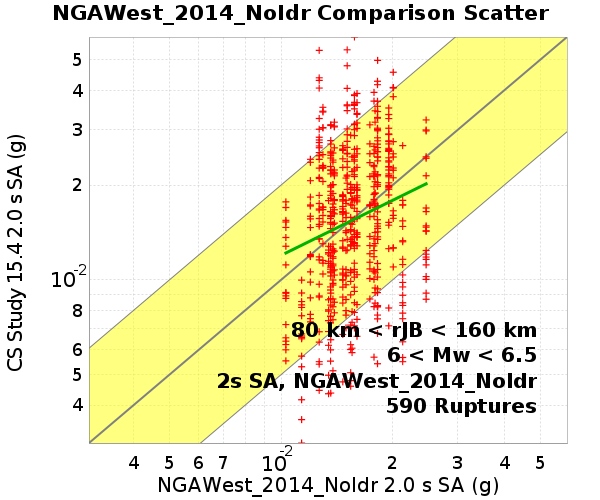 NGAWest_2014_NoIdr Comparison Scatter
CS Study 15.4 2.0 s SA (g)
5
4
3
2
10-2
8
6
5
4
80 km < rJB < 160 km
6 < Mw < 6.5
2s SA, NGAWest_2014_NoIdr
590 Ruptures
4 5 6 7 10-2 2 3 4 5
NGAWest_2014_NoIdr 2.0 s SA (g)